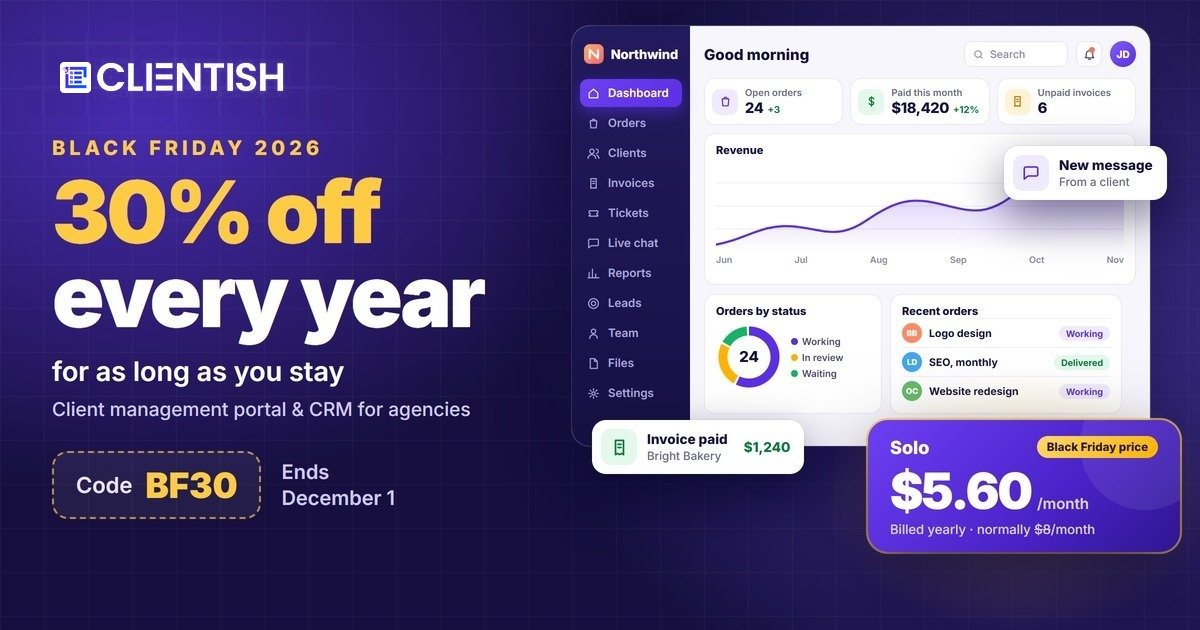 CLIENTISH
BLACK FRIDAY 2026
30% off
every year
for as long as you stay
Client management portal & CRM for agencies
Code BF30
Ends
December 1
Northwind
Dashboard
Orders
Clients
Invoices
Tickets
Live chat
Reports
Leads
Team
Files
Settings
Good morning
Search
JD
Open orders
24 +3
Paid this month
$18,420 +12%
Unpaid invoices
6
Revenue
New message
From a client
Jun Jul Aug Sep Oct Nov
Orders by status
24
Working
In review
Waiting
Recent orders
BB Logo design Working
LD SEO, monthly Delivered
OC Website redesign Working
Invoice paid
Bright Bakery
$1,240
Solo
Black Friday price
$5.60 /month
Billed yearly · normally $8/month